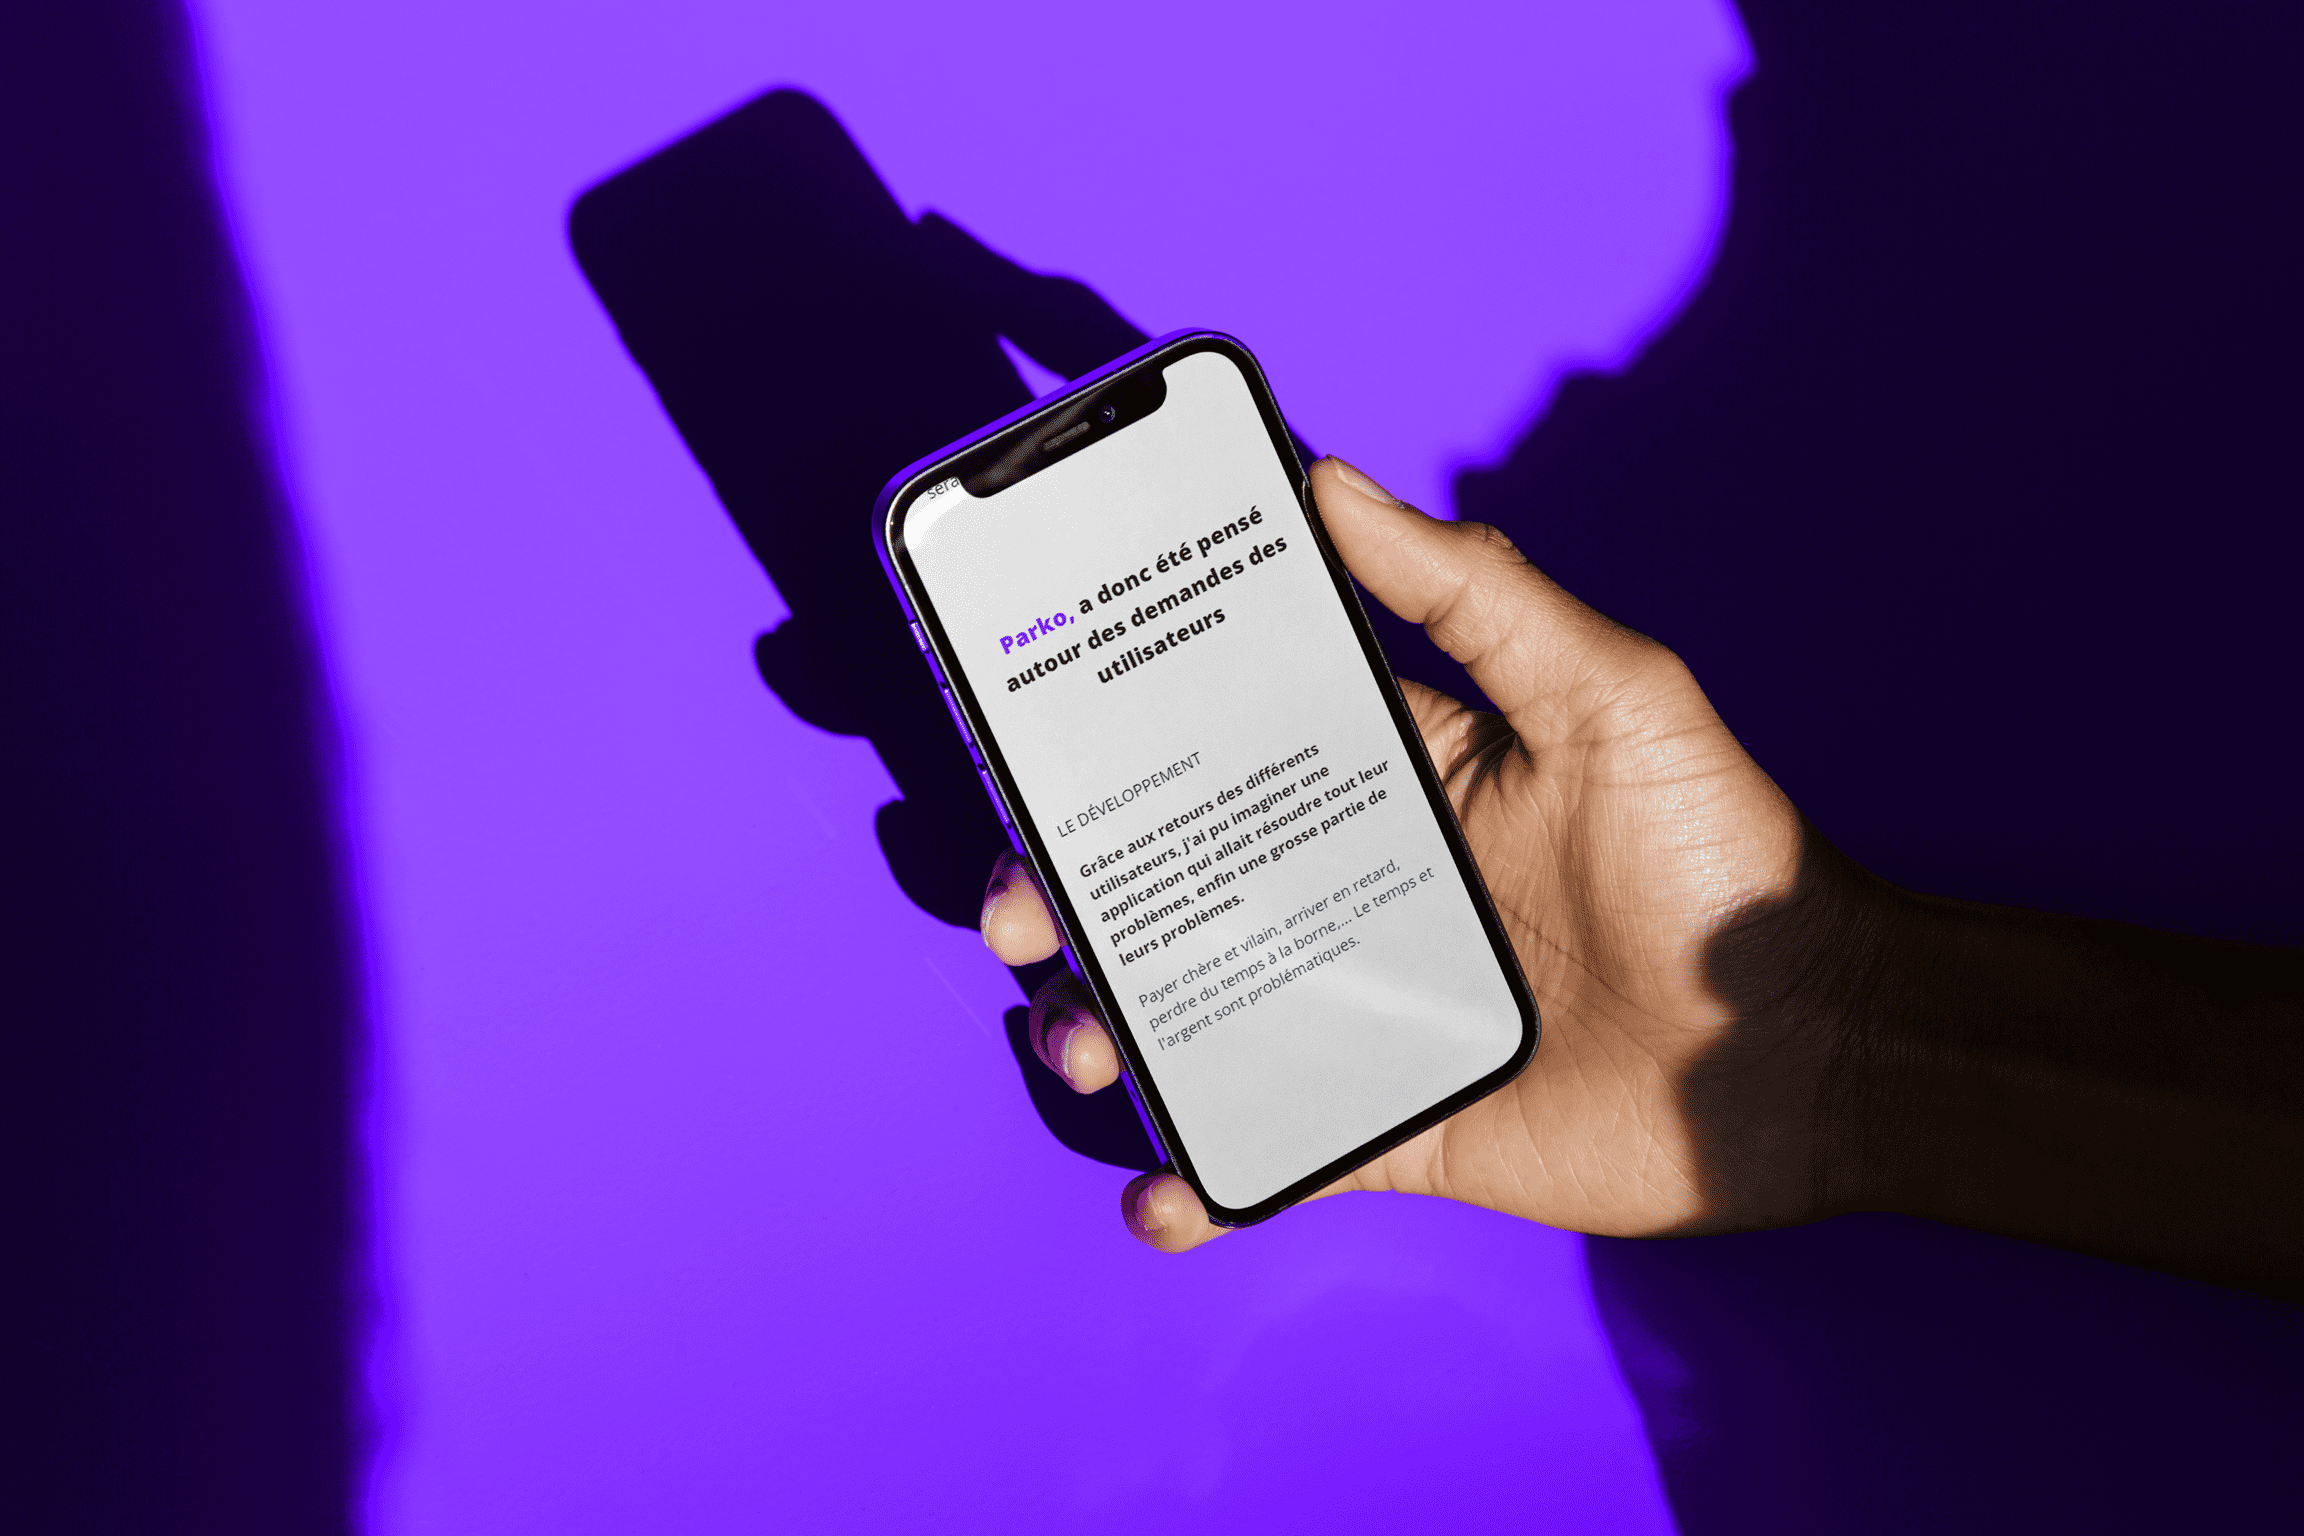 sera
Parko, a donc été pensé
autour des demandes des
utilisateurs
LE DÉVELOPPEMENT
Grâce aux retours des différents
utilisateurs, j'ai pu imaginer une
application qui allait résoudre tout leur
problèmes, enfin une grosse partie de
leurs problèmes.
Payer chère et vilain, arriver en retard,
perdre du temps à la borne,... Le temps et
l'argent sont problématiques.